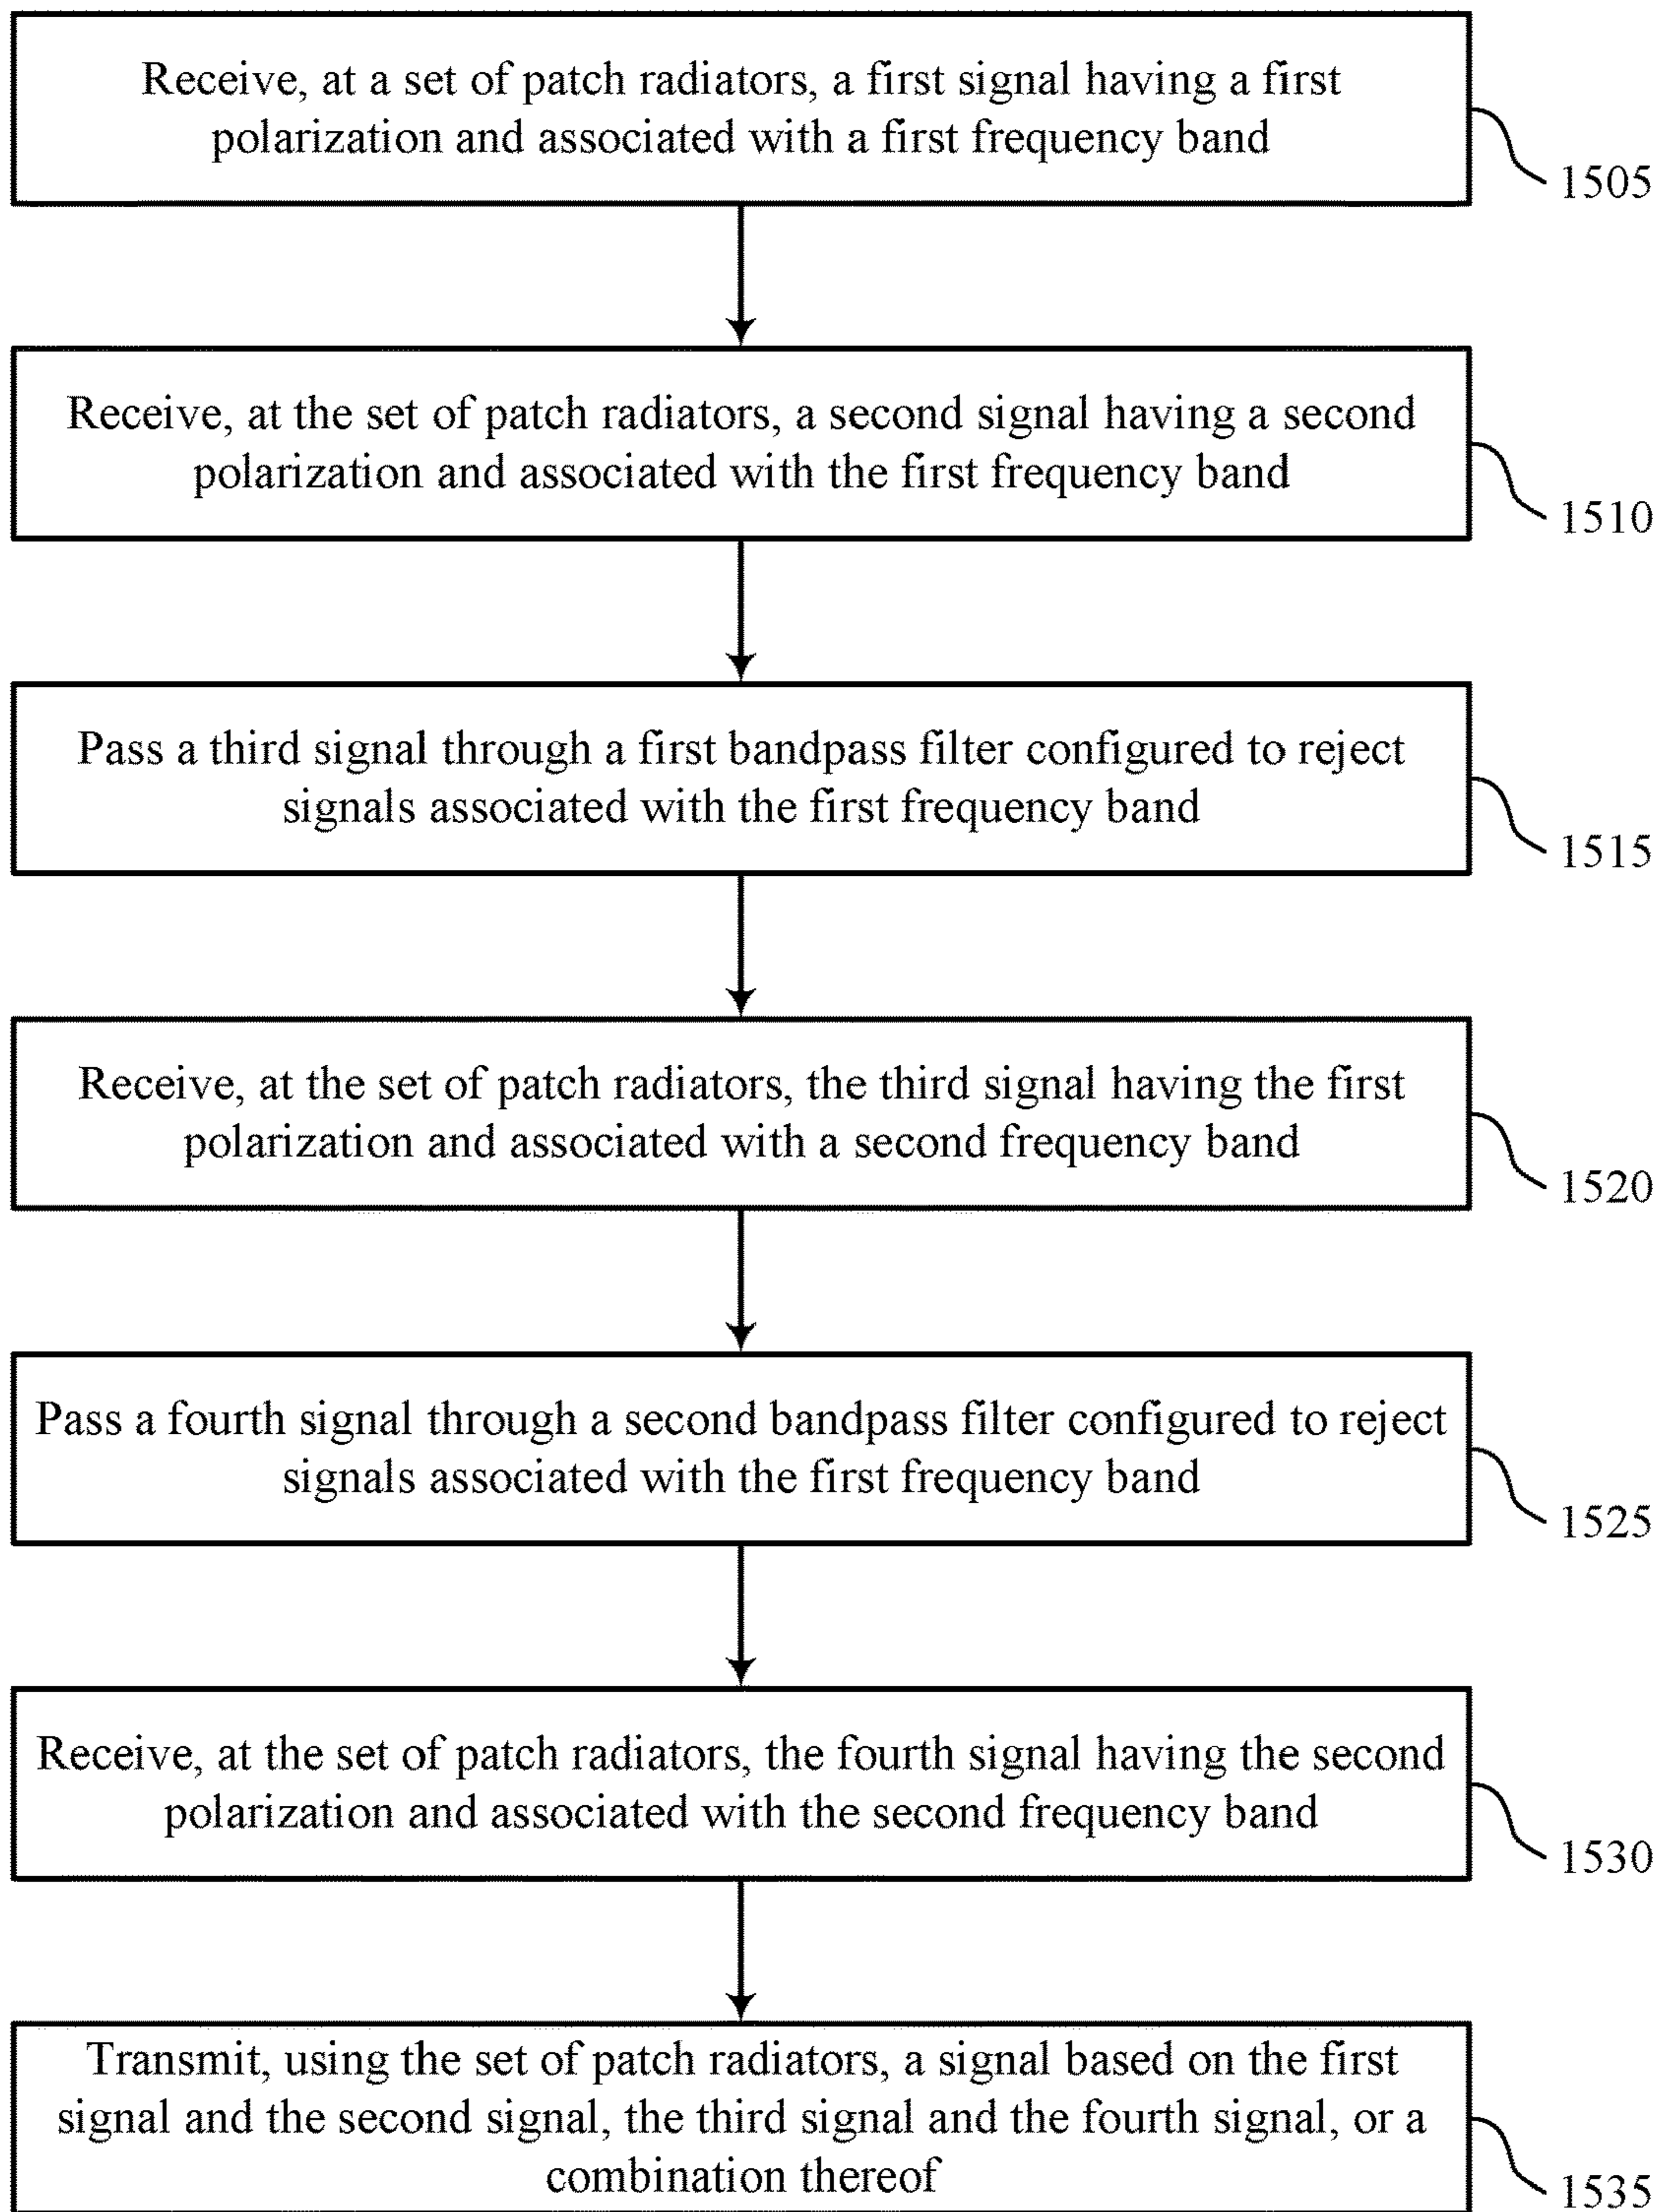 Receive, at a set of patch radiators, a first signal having a first
polarization and associated with a first frequency band
1505
Receive, at the set of patch radiators, a second signal having a second
polarization and associated with the first frequency band
1510
Pass a third signal through a first bandpass filter configured to reject
signals associated with the first frequency band
1515
Receive, at the set of patch radiators, the third signal having the first
polarization and associated with a second frequency band
1520
Pass a fourth signal through a second bandpass filter configured to reject
signals associated with the first frequency band
1525
Receive, at the set of patch radiators, the fourth signal having the second
polarization and associated with the second frequency band
1530
Transmit, using the set of patch radiators, a signal based on the first
signal and the second signal, the third signal and the fourth signal, or a
combination thereof
1535